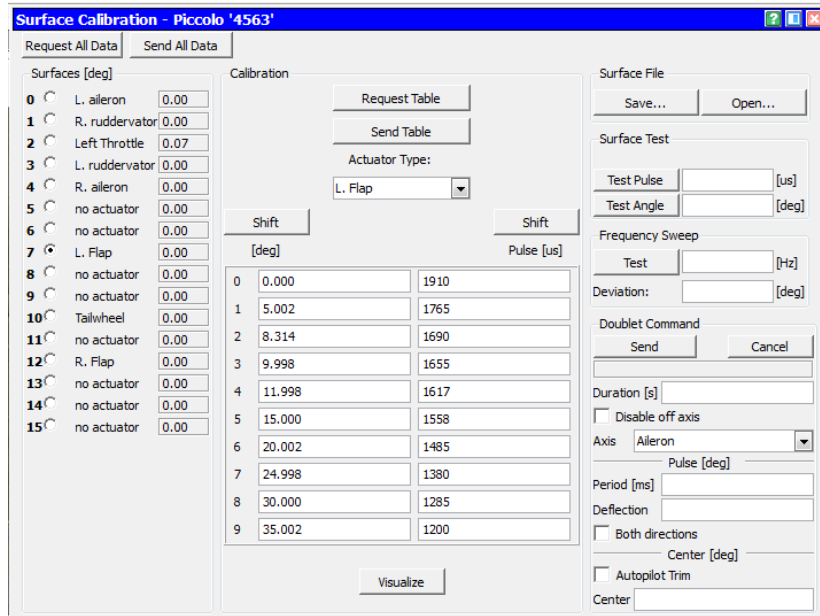 Surface Calibration - Piccolo '4563'
Request All Data Send All Data
Surfaces [deg]
0 L. aileron 0.00
1 R. ruddervator 0.00
2 Left Throttle 0.07
3 L. ruddervator 0.00
4 R. aileron 0.00
5 no actuator 0.00
6 no actuator 0.00
7 L. Flap 0.00
8 no actuator 0.00
9 no actuator 0.00
10 Tailwheel 0.00
11 no actuator 0.00
12 R. Flap 0.00
13 no actuator 0.00
14 no actuator 0.00
15 no actuator 0.00
Calibration
Request Table
Send Table
Actuator Type:
L. Flap
Shift Shift
[deg] Pulse [us]
0 0.000 1910
1 5.002 1765
2 8.314 1690
3 9.998 1655
4 11.998 1617
5 15.000 1558
6 20.002 1485
7 24.998 1380
8 30.000 1285
9 35.002 1200
Visualize
Surface File
Save... Open...
Surface Test
Test Pulse [us]
Test Angle [deg]
Frequency Sweep
Test [Hz]
Deviation: [deg]
Doublet Command
Send Cancel
Duration [s]
Disable off axis
Axis Aileron
Pulse [deg]
Period [ms]
Deflection
Both directions
Center [deg]
Autopilot Trim
Center